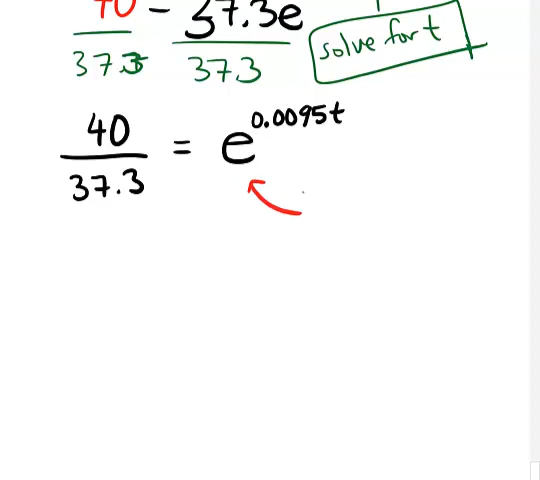 40 = 37.3e
37.3 37.3
solve for t
40
37.3 = e^0.0095t